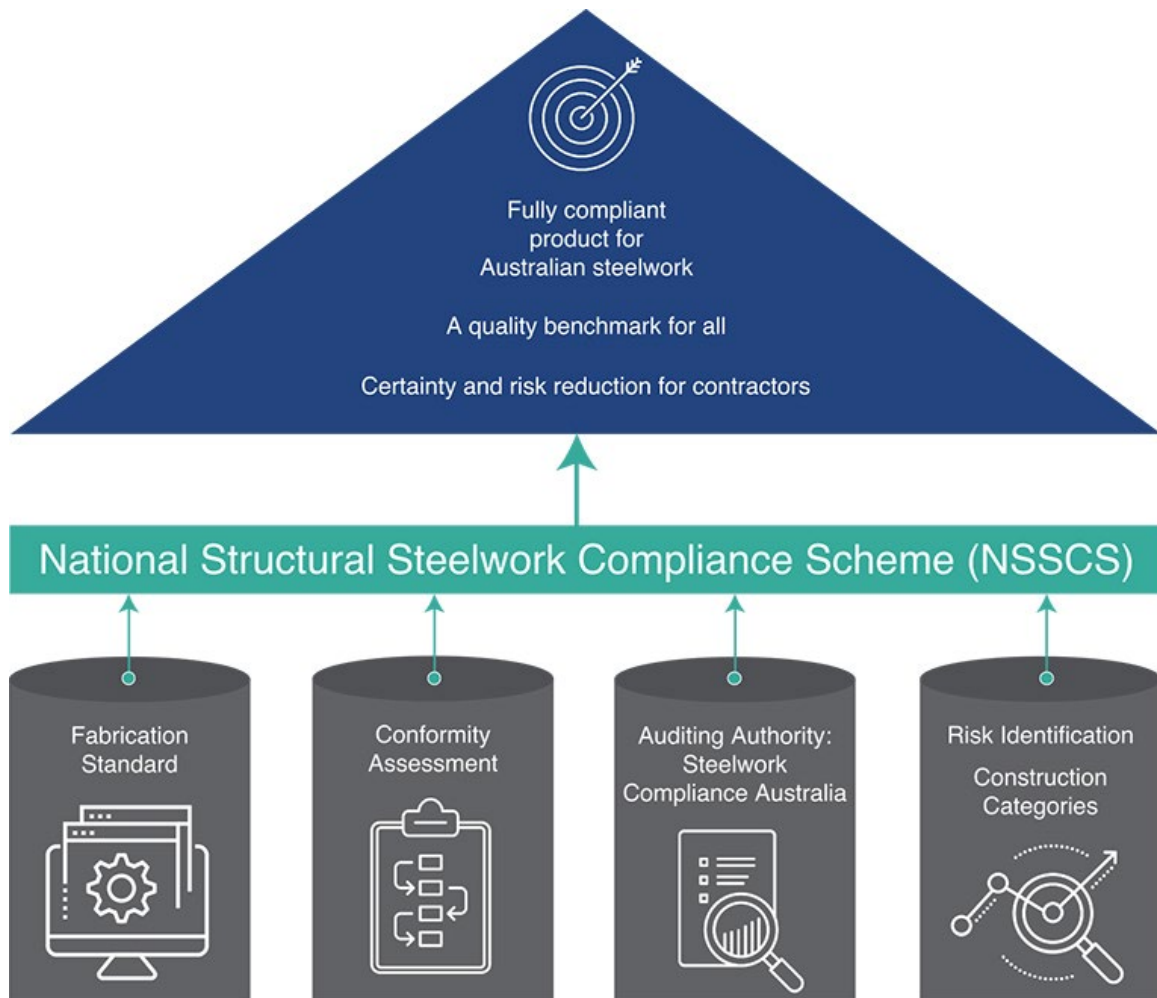 Fully compliant
product for
Australian steelwork
A quality benchmark for all
Certainty and risk reduction for contractors
National Structural Steelwork Compliance Scheme (NSSCS)
Fabrication
Standard
Conformity
Assessment
Auditing Authority:
Steelwork
Compliance Australia
Risk Identification
Construction
Categories